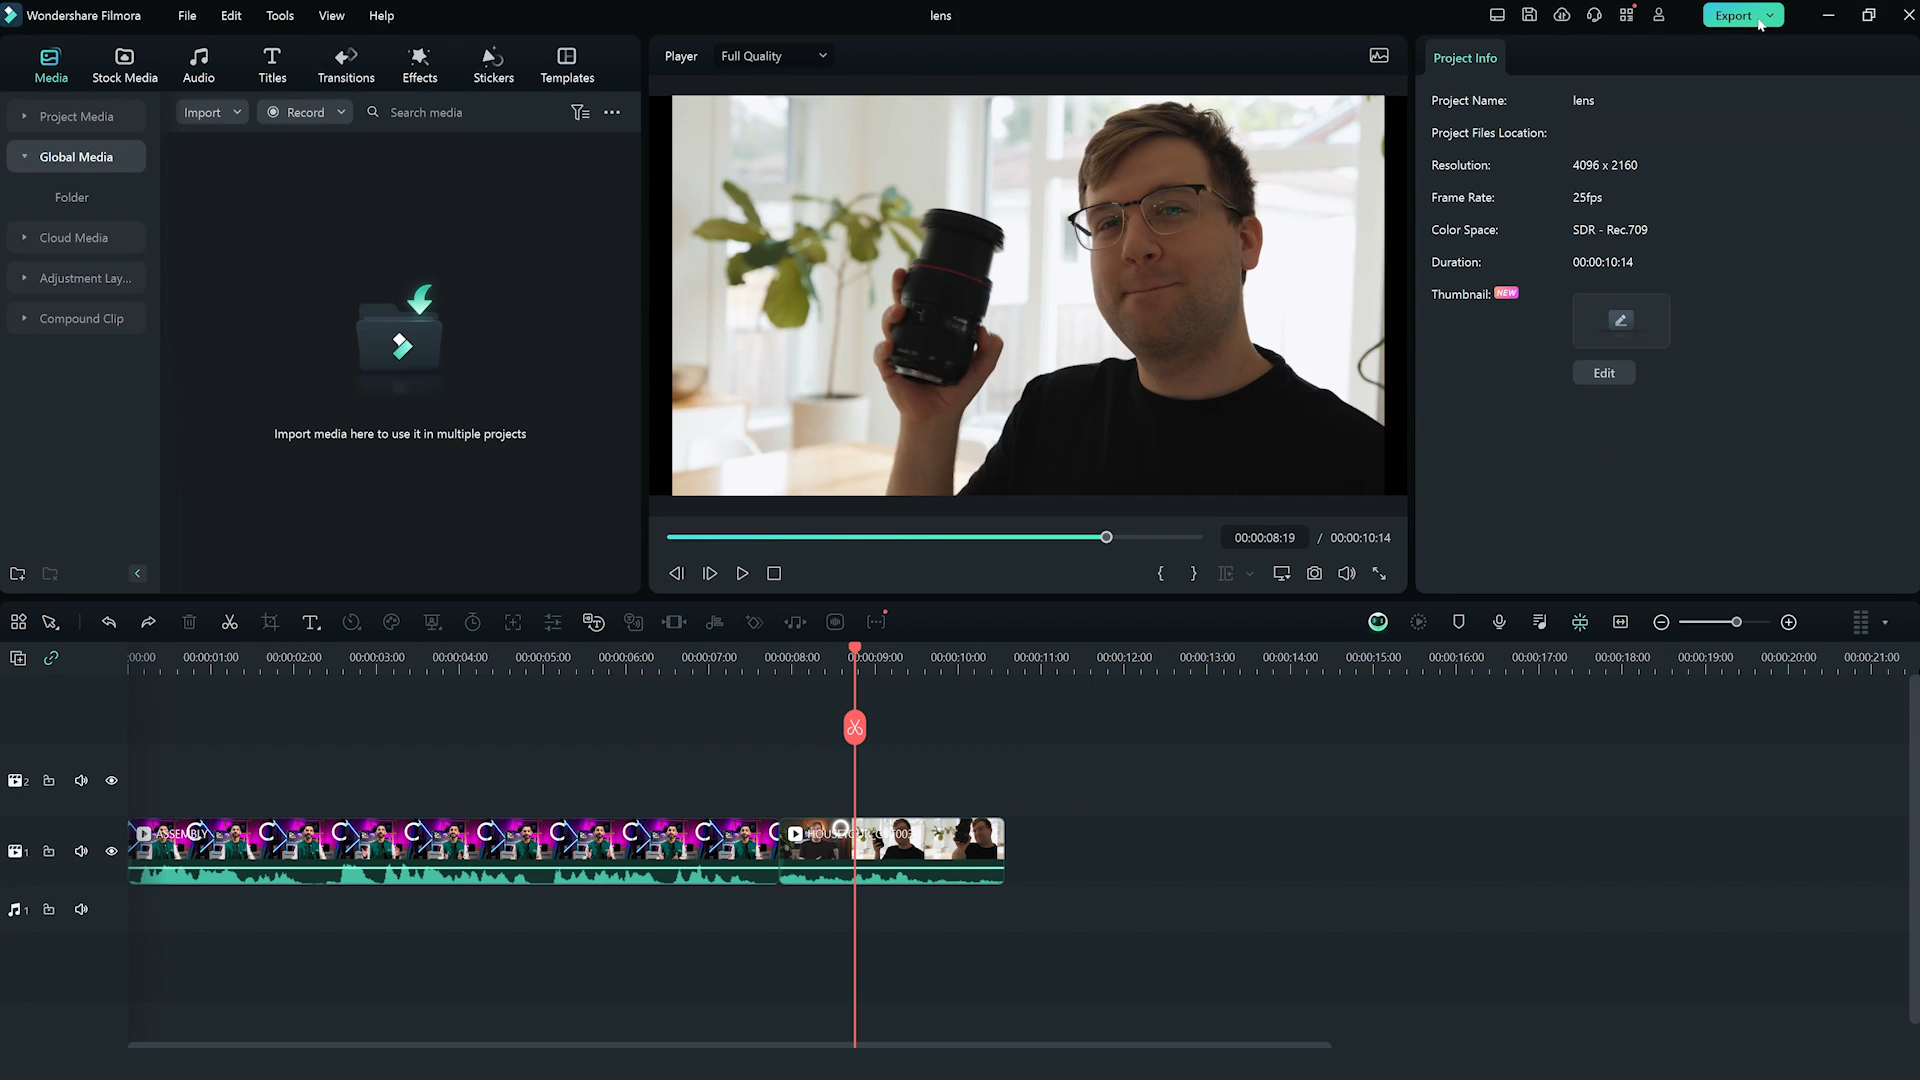 Wondershare Filmora File Edit Tools View Help lens Export
Media Stock Media Audio Titles Transitions Effects Stickers Templates
Player Full Quality
Project Info
Project Media
Global Media
Folder
Cloud Media
Adjustment Lay...
Compound Clip
Import Record Search media
Import media here to use it in multiple projects
Project Name: lens
Project Files Location:
Resolution: 4096 x 2160
Frame Rate: 25fps
Color Space: SDR - Rec.709
Duration: 00:00:10:14
Thumbnail: NEW
Edit
00:00:08:19 / 00:00:10:14
:00:00 00:00:01:00 00:00:02:00 00:00:03:00 00:00:04:00 00:00:05:00 00:00:06:00 00:00:07:00 00:00:08:00 00:00:09:00 00:00:10:00 00:00:11:00 00:00:12:00 00:00:13:00 00:00:14:00 00:00:15:00 00:00:16:00 00:00:17:00 00:00:18:00 00:00:19:00 00:00:20:00 00:00:21:00
2
ASSEMBLY
1
1